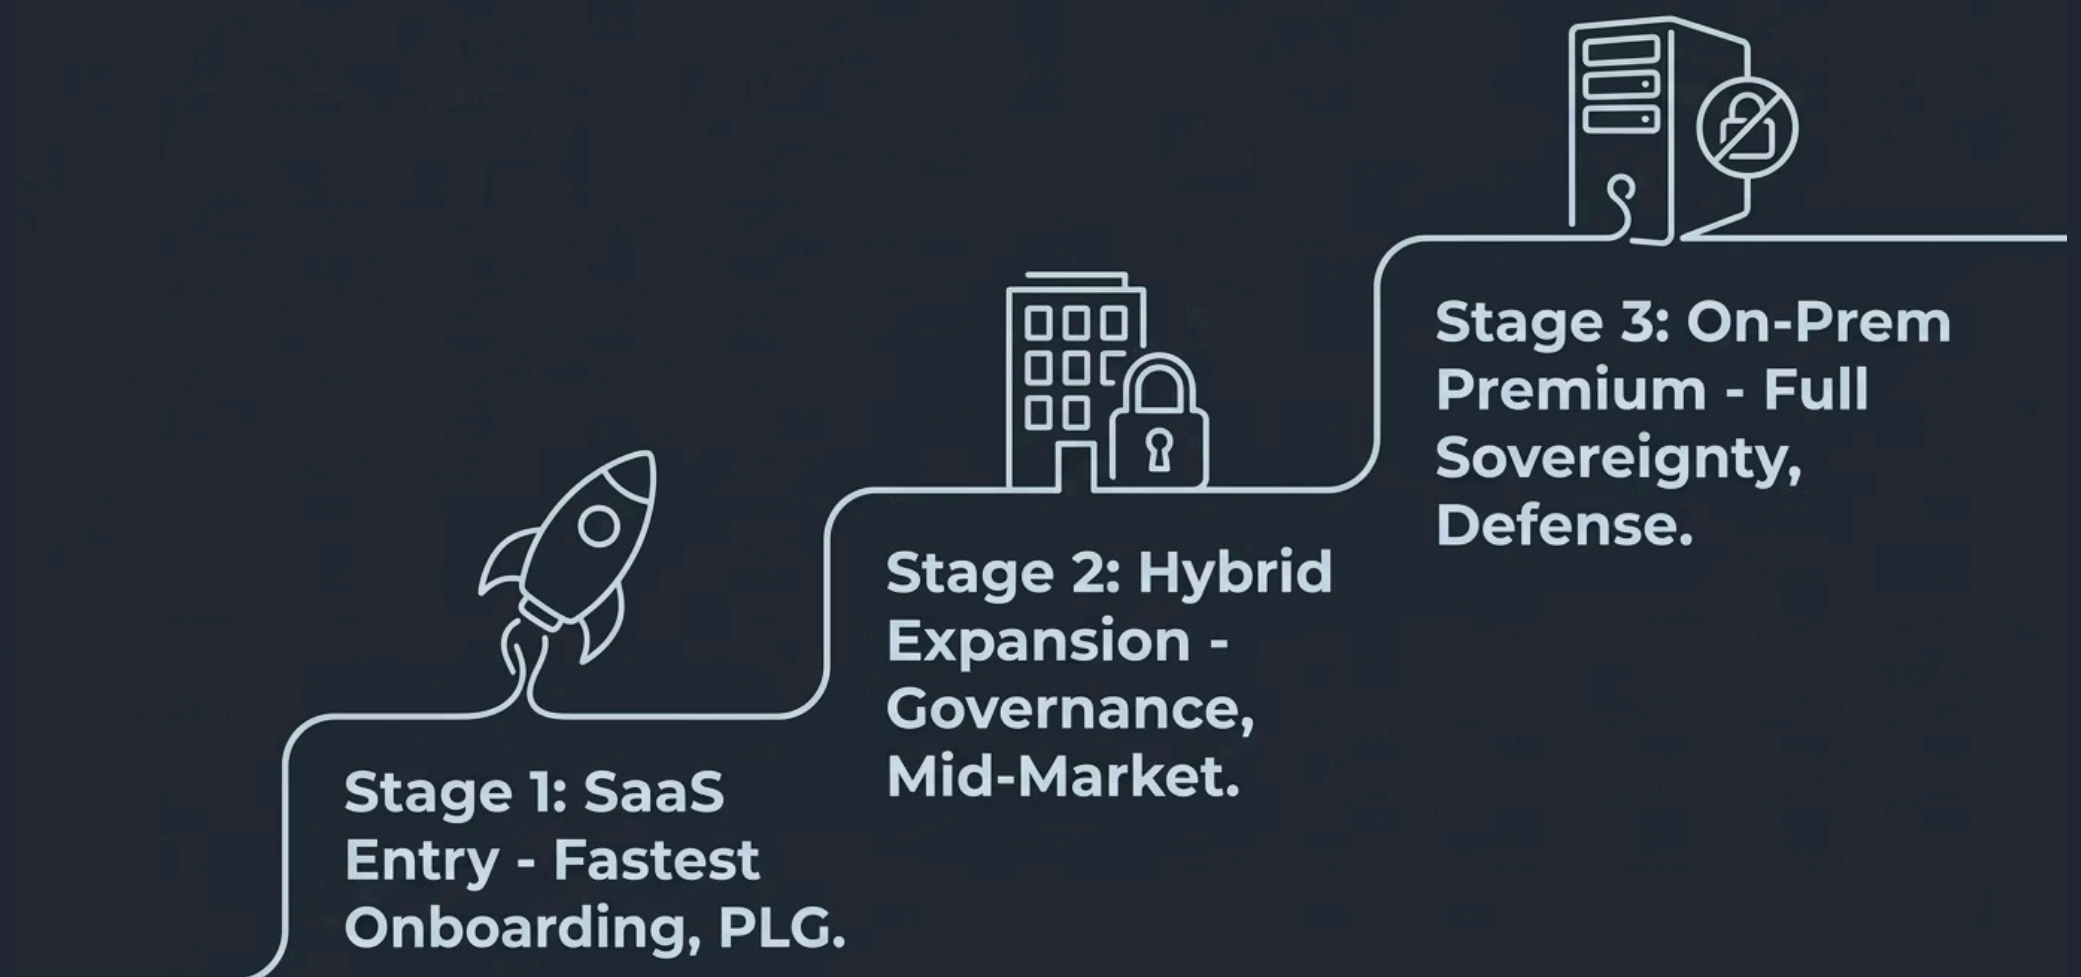 Stage 1: SaaS
Entry - Fastest
Onboarding, PLG.
Stage 2: Hybrid
Expansion -
Governance,
Mid-Market.
Stage 3: On-Prem
Premium - Full
Sovereignty,
Defense.